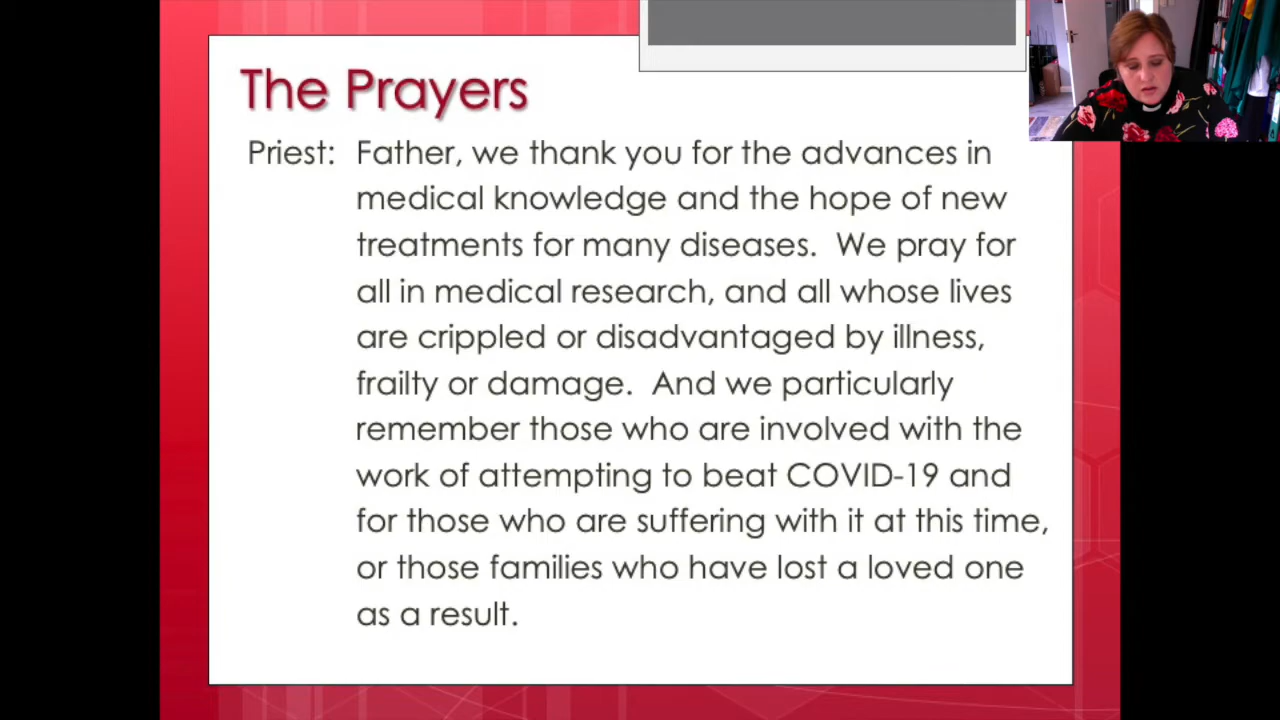 The Prayers
Priest: Father, we thank you for the advances in
medical knowledge and the hope of new
treatments for many diseases.  We pray for
all in medical research, and all whose lives
are crippled or disadvantaged by illness,
frailty or damage.  And we particularly
remember those who are involved with the
work of attempting to beat COVID-19 and
for those who are suffering with it at this time,
or those families who have lost a loved one
as a result.